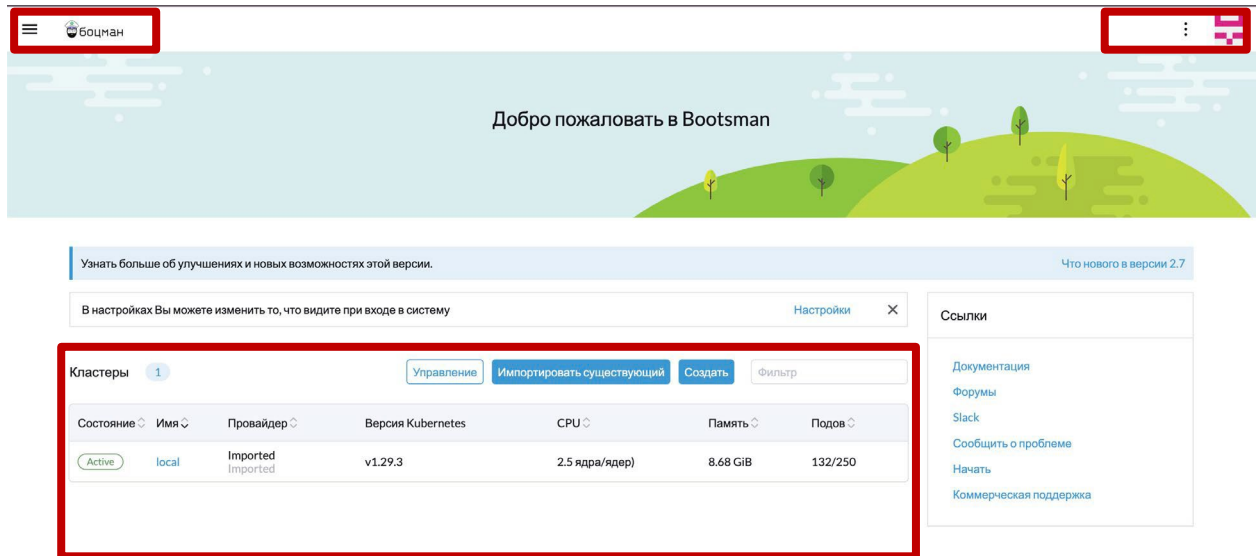 боцман
Добро пожаловать в Bootsman
Узнать больше об улучшениях и новых возможностях этой версии.
Что нового в версии 2.7
В настройках Вы можете изменить то, что видите при входе в систему
Настройки
Ссылки
Кластеры 1 Управление Импортировать существующий Создать Фильтр
Состояние Имя Провайдер Версия Kubernetes CPU Память Подов
Active local Imported v1.29.3 2.5 ядра/ядер) 8.68 GiB 132/250
Imported
Документация
Форумы
Slack
Сообщить о проблеме
Начать
Коммерческая поддержка